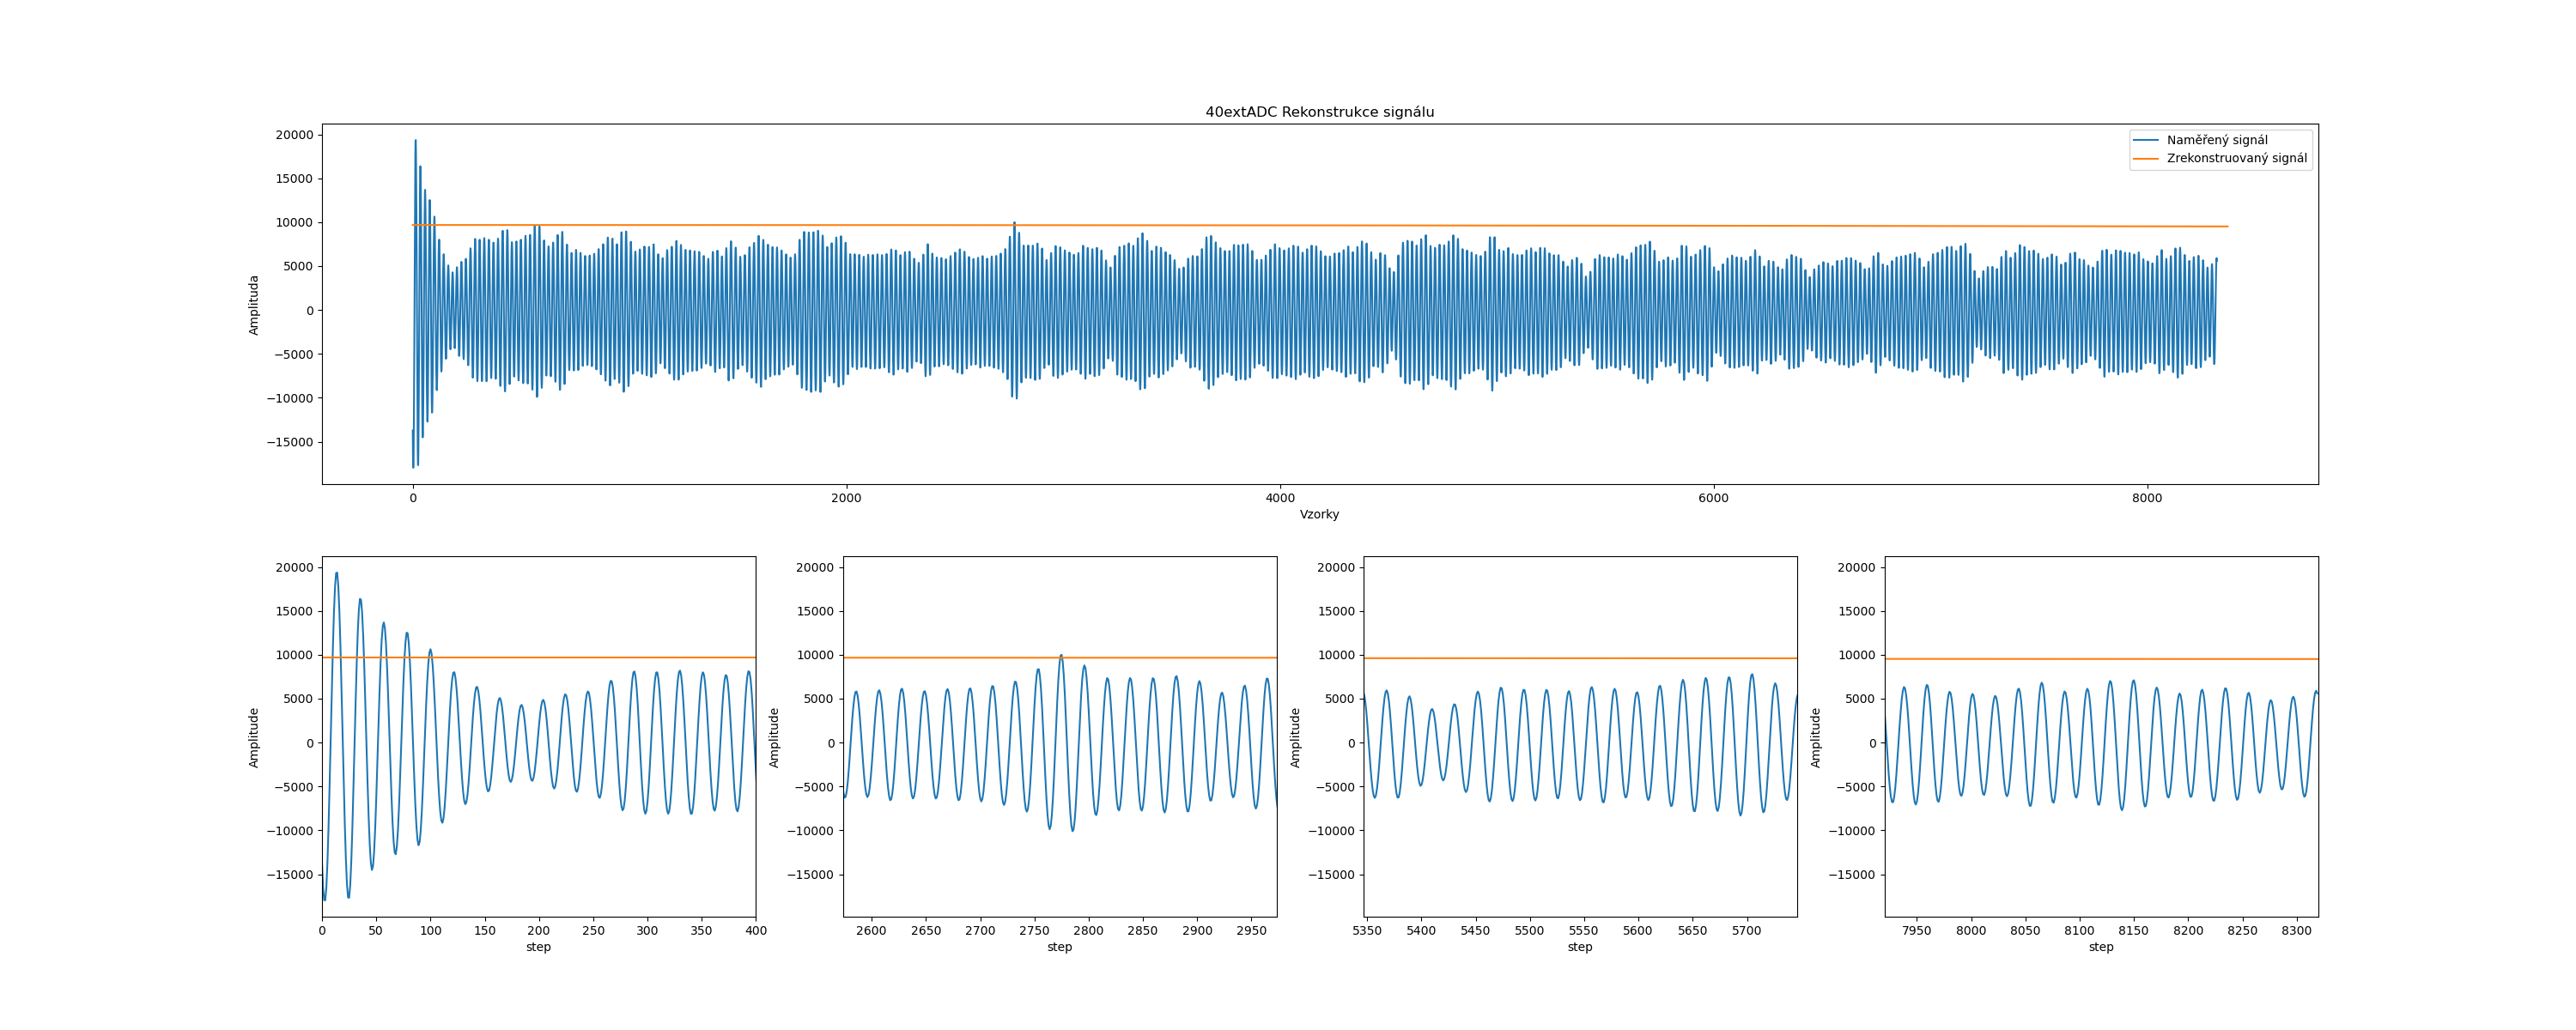 40extADC Rekonstrukce signálu
20000
15000
10000
5000
0
−5000
−10000
−15000
Amplituda
Naměřený signál
Zrekonstruovaný signál
0 2000 4000 6000 8000
Vzorky
20000
15000
10000
5000
0
−5000
−10000
−15000
Amplitude
0 50 100 150 200 250 300 350 400
step
20000
15000
10000
5000
0
−5000
−10000
−15000
Amplitude
2600 2650 2700 2750 2800 2850 2900 2950
step
20000
15000
10000
5000
0
−5000
−10000
−15000
Amplitude
5350 5400 5450 5500 5550 5600 5650 5700
step
20000
15000
10000
5000
0
−5000
−10000
−15000
Amplitude
7950 8000 8050 8100 8150 8200 8250 8300
step